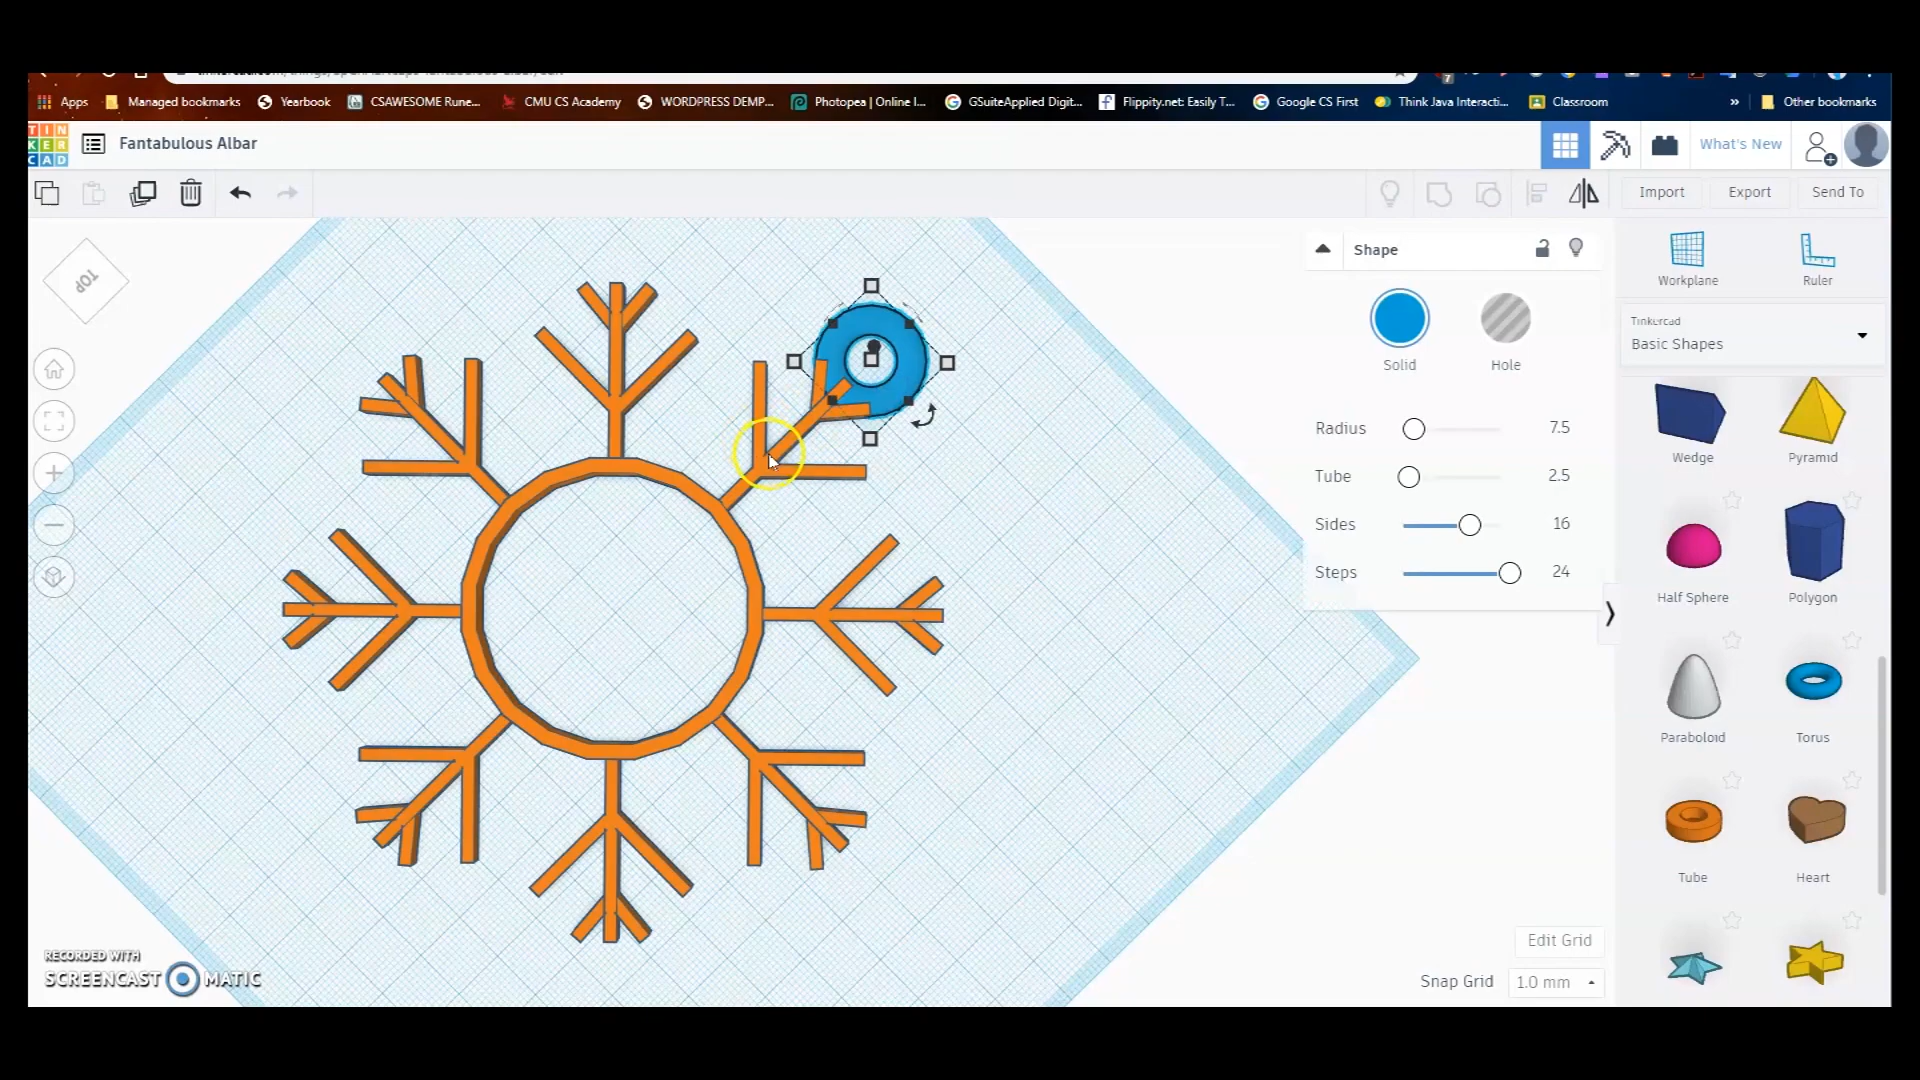 Apps Managed bookmarks Yearbook CSAWESOME Rune... CMU CS Academy WORDPRESS DEMP... Photopea | Online I... GSuiteApplied Digit... Flippity.net: Easily T... Google CS First Think Java Interacti... Classroom » Other bookmarks
TIN
KER
CAD
Fantabulous Albar
What's New
Import Export Send To
TOP
Shape
Solid Hole
Radius 7.5
Tube 2.5
Sides 16
Steps 24
Workplane Ruler
Tinkercad
Basic Shapes
Wedge Pyramid
Half Sphere Polygon
Paraboloid Torus
Tube Heart
Edit Grid
Snap Grid 1.0 mm
RECORDED WITH
SCREENCAST MATIC